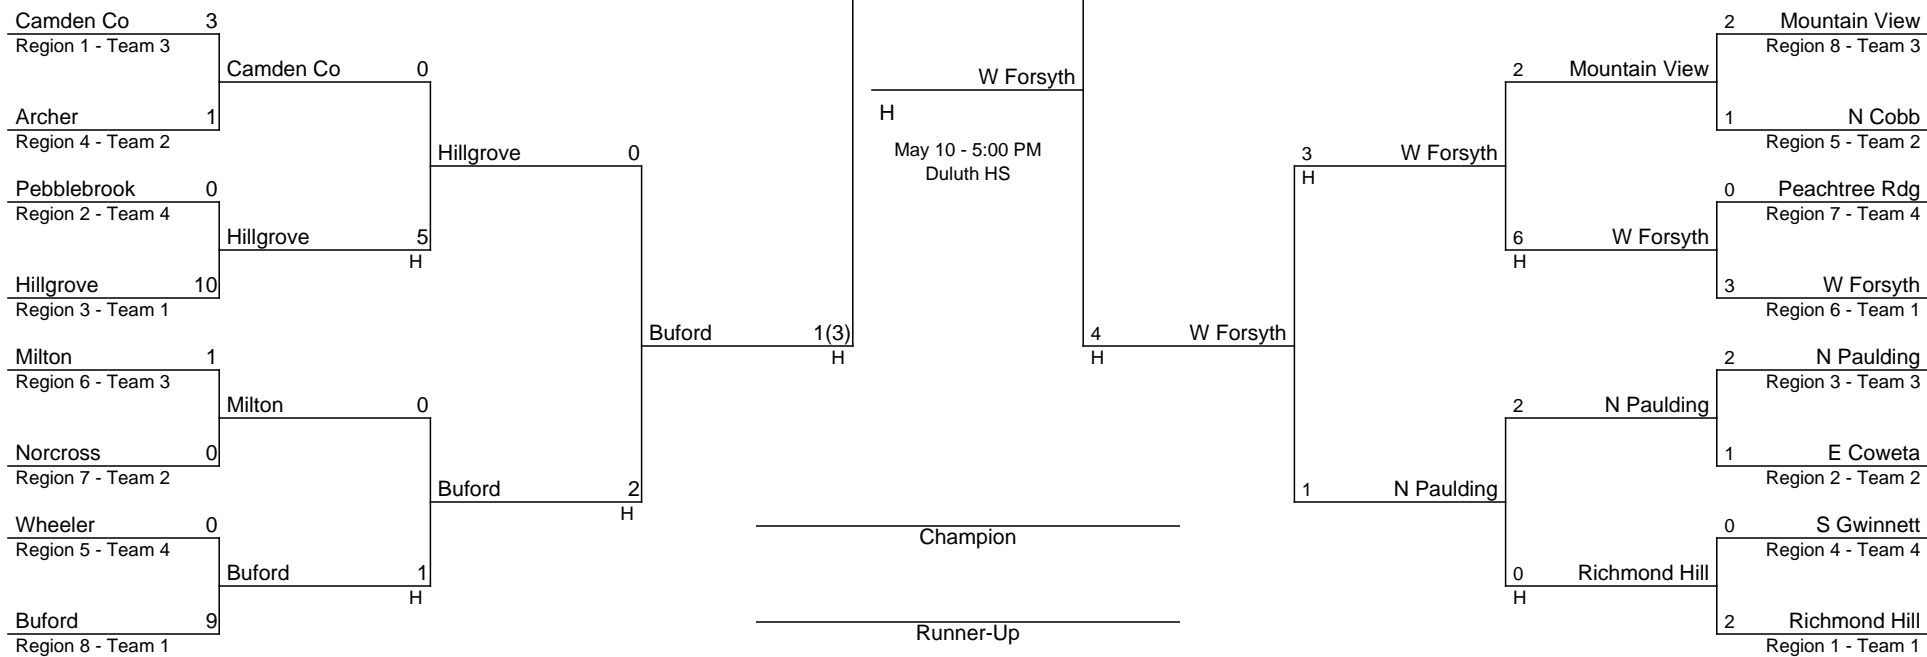 Camden Co 3
Region 1 - Team 3
Camden Co 0
Archer 1
Region 4 - Team 2
Hillgrove 0
Pebblebrook 0
Region 2 - Team 4
Hillgrove 5
H
Hillgrove 10
Region 3 - Team 1
Buford 1(3)
H
Milton 1
Region 6 - Team 3
Milton 0
Norcross 0
Region 7 - Team 2
Buford 2
H
Wheeler 0
Region 5 - Team 4
Buford 1
H
Buford 9
Region 8 - Team 1
W Forsyth
H
May 10 - 5:00 PM
Duluth HS
Champion
Runner-Up
2 Mountain View
Region 8 - Team 3
2 Mountain View
1 N Cobb
Region 5 - Team 2
3 W Forsyth
H
0 Peachtree Rdg
Region 7 - Team 4
6 W Forsyth
H
3 W Forsyth
Region 6 - Team 1
4 W Forsyth
H
2 N Paulding
Region 3 - Team 3
2 N Paulding
1 E Coweta
Region 2 - Team 2
1 N Paulding
0 S Gwinnett
Region 4 - Team 4
0 Richmond Hill
H
2 Richmond Hill
Region 1 - Team 1